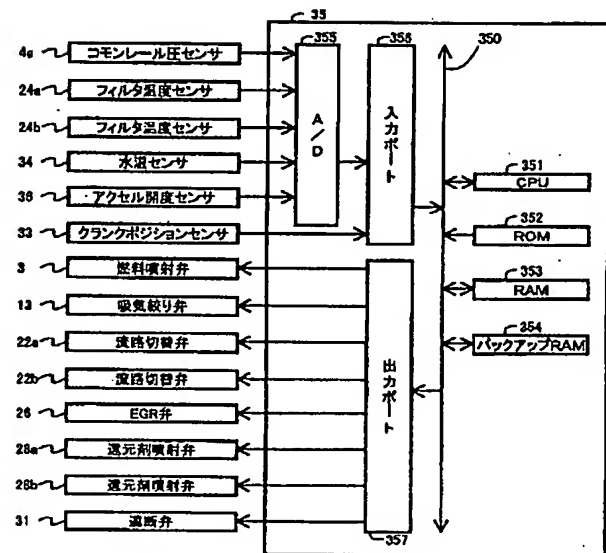 35
4a コモンレール圧センサ
24a フィルタ温度センサ
24b フィルタ温度センサ
34 水温センサ
36 アクセル開度センサ
33 クランクポジションセンサ
3 燃料噴射弁
13 吸気絞り弁
22a 流路切替弁
22b 流路切替弁
26 EGR弁
28a 還元剤噴射弁
28b 還元剤噴射弁
31 遮断弁
355
A/D
356
入力ポート
出力ポート
357
350
351
CPU
352
ROM
353
RAM
354
バックアップRAM